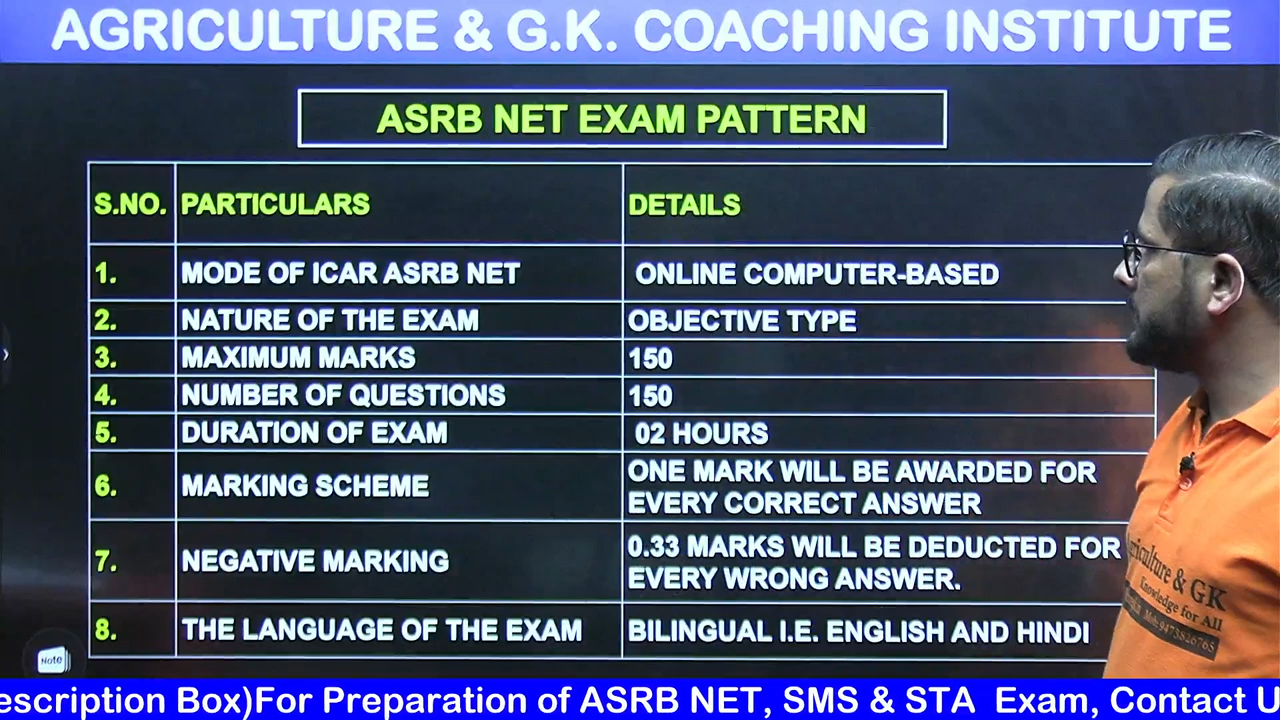 AGRICULTURE & G.K. COACHING INSTITUTE
ASRB NET EXAM PATTERN
S.NO. PARTICULARS DETAILS
1. MODE OF ICAR ASRB NET ONLINE COMPUTER-BASED
2. NATURE OF THE EXAM OBJECTIVE TYPE
3. MAXIMUM MARKS 150
4. NUMBER OF QUESTIONS 150
5. DURATION OF EXAM 02 HOURS
6. MARKING SCHEME ONE MARK WILL BE AWARDED FOR
EVERY CORRECT ANSWER
7. NEGATIVE MARKING 0.33 MARKS WILL BE DEDUCTED FOR
EVERY WRONG ANSWER.
8. THE LANGUAGE OF THE EXAM BILINGUAL I.E. ENGLISH AND HINDI
riculture & GK
Knowledge for All
Mob:9473826765
Note
escription Box)For Preparation of ASRB NET, SMS & STA Exam, Contact U